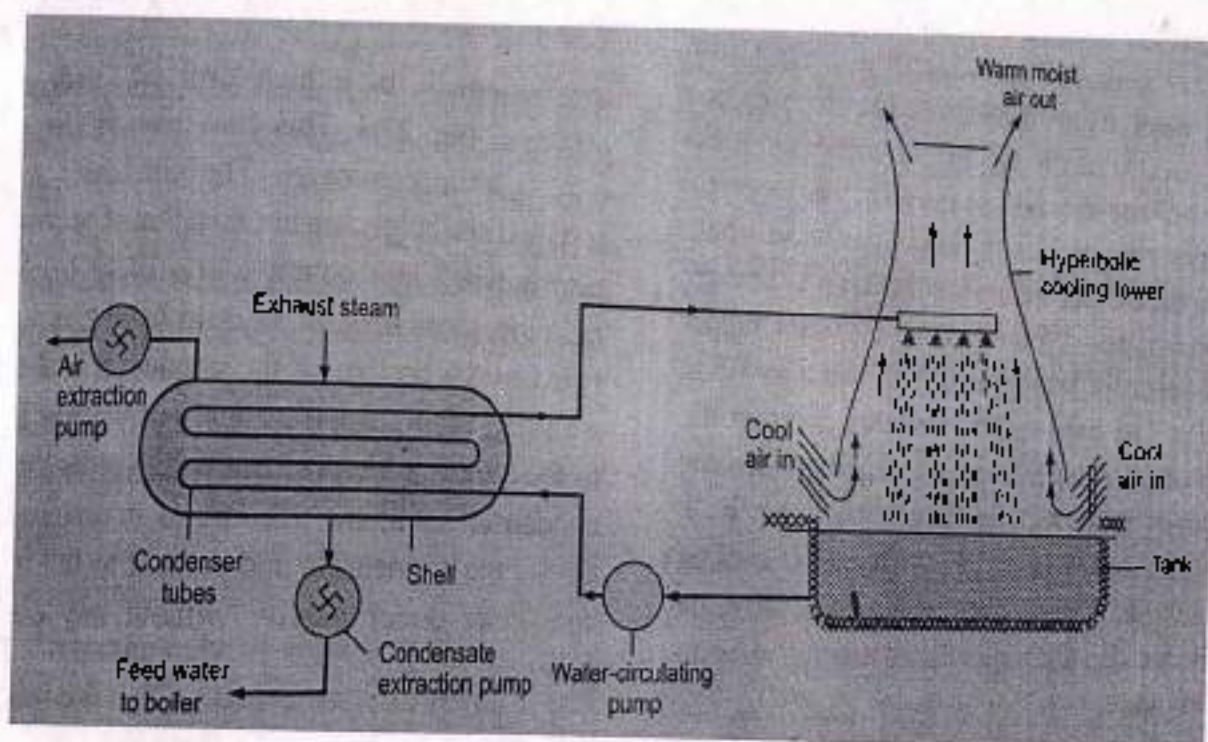 Warm moist
air out
Hyperbolic
cooling lower
Exhaust steam
Air
extraction
pump
Cool
air in
Cool
air in
Condenser
tubes
Shell
Tank
Condensate
extraction pump
Water-circulating
pump
Feed water
to boiler